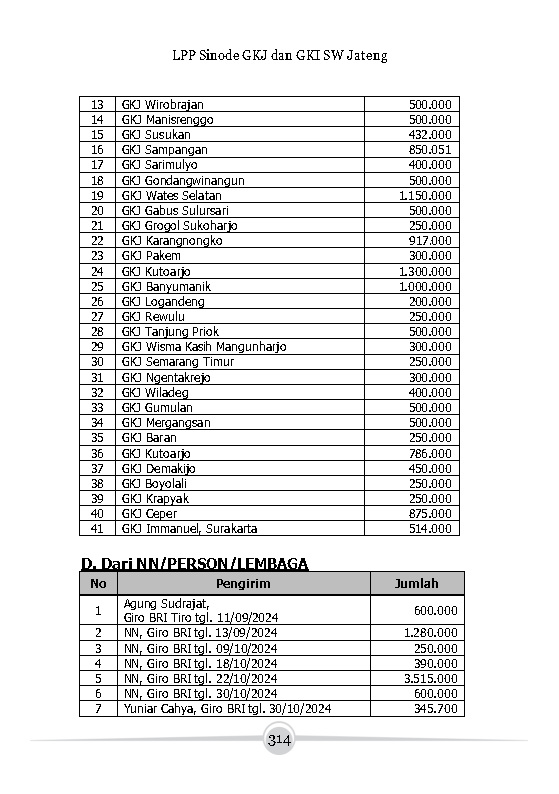 LPP Sinode GKJ dan GKI SW Jateng
13 GKJ Wirobrajan 500.000
14 GKJ Manisrenggo 500.000
15 GKJ Susukan 432.000
16 GKJ Sampangan 850.051
17 GKJ Sarimulyo 400.000
18 GKJ Gondangwinangun 500.000
19 GKJ Wates Selatan 1.150.000
20 GKJ Gabus Sulursari 500.000
21 GKJ Grogol Sukoharjo 250.000
22 GKJ Karangnongko 917.000
23 GKJ Pakem 300.000
24 GKJ Kutoarjo 1.300.000
25 GKJ Banyumanik 1.000.000
26 GKJ Logandeng 200.000
27 GKJ Rewulu 250.000
28 GKJ Tanjung Priok 500.000
29 GKJ Wisma Kasih Mangunharjo 300.000
30 GKJ Semarang Timur 250.000
31 GKJ Ngentakrejo 300.000
32 GKJ Wiladeg 400.000
33 GKJ Gumulan 500.000
34 GKJ Mergangsan 500.000
35 GKJ Baran 250.000
36 GKJ Kutoarjo 786.000
37 GKJ Demakijo 450.000
38 GKJ Boyolali 250.000
39 GKJ Krapyak 250.000
40 GKJ Ceper 875.000
41 GKJ Immanuel, Surakarta 514.000
D. Dari NN/PERSON/LEMBAGA
No Pengirim Jumlah
1 Agung Sudrajat,
Giro BRI Tiro tgl. 11/09/2024 600.000
2 NN, Giro BRI tgl. 13/09/2024 1.280.000
3 NN, Giro BRI tgl. 09/10/2024 250.000
4 NN, Giro BRI tgl. 18/10/2024 390.000
5 NN, Giro BRI tgl. 22/10/2024 3.515.000
6 NN, Giro BRI tgl. 30/10/2024 600.000
7 Yuniar Cahya, Giro BRI tgl. 30/10/2024 345.700
314